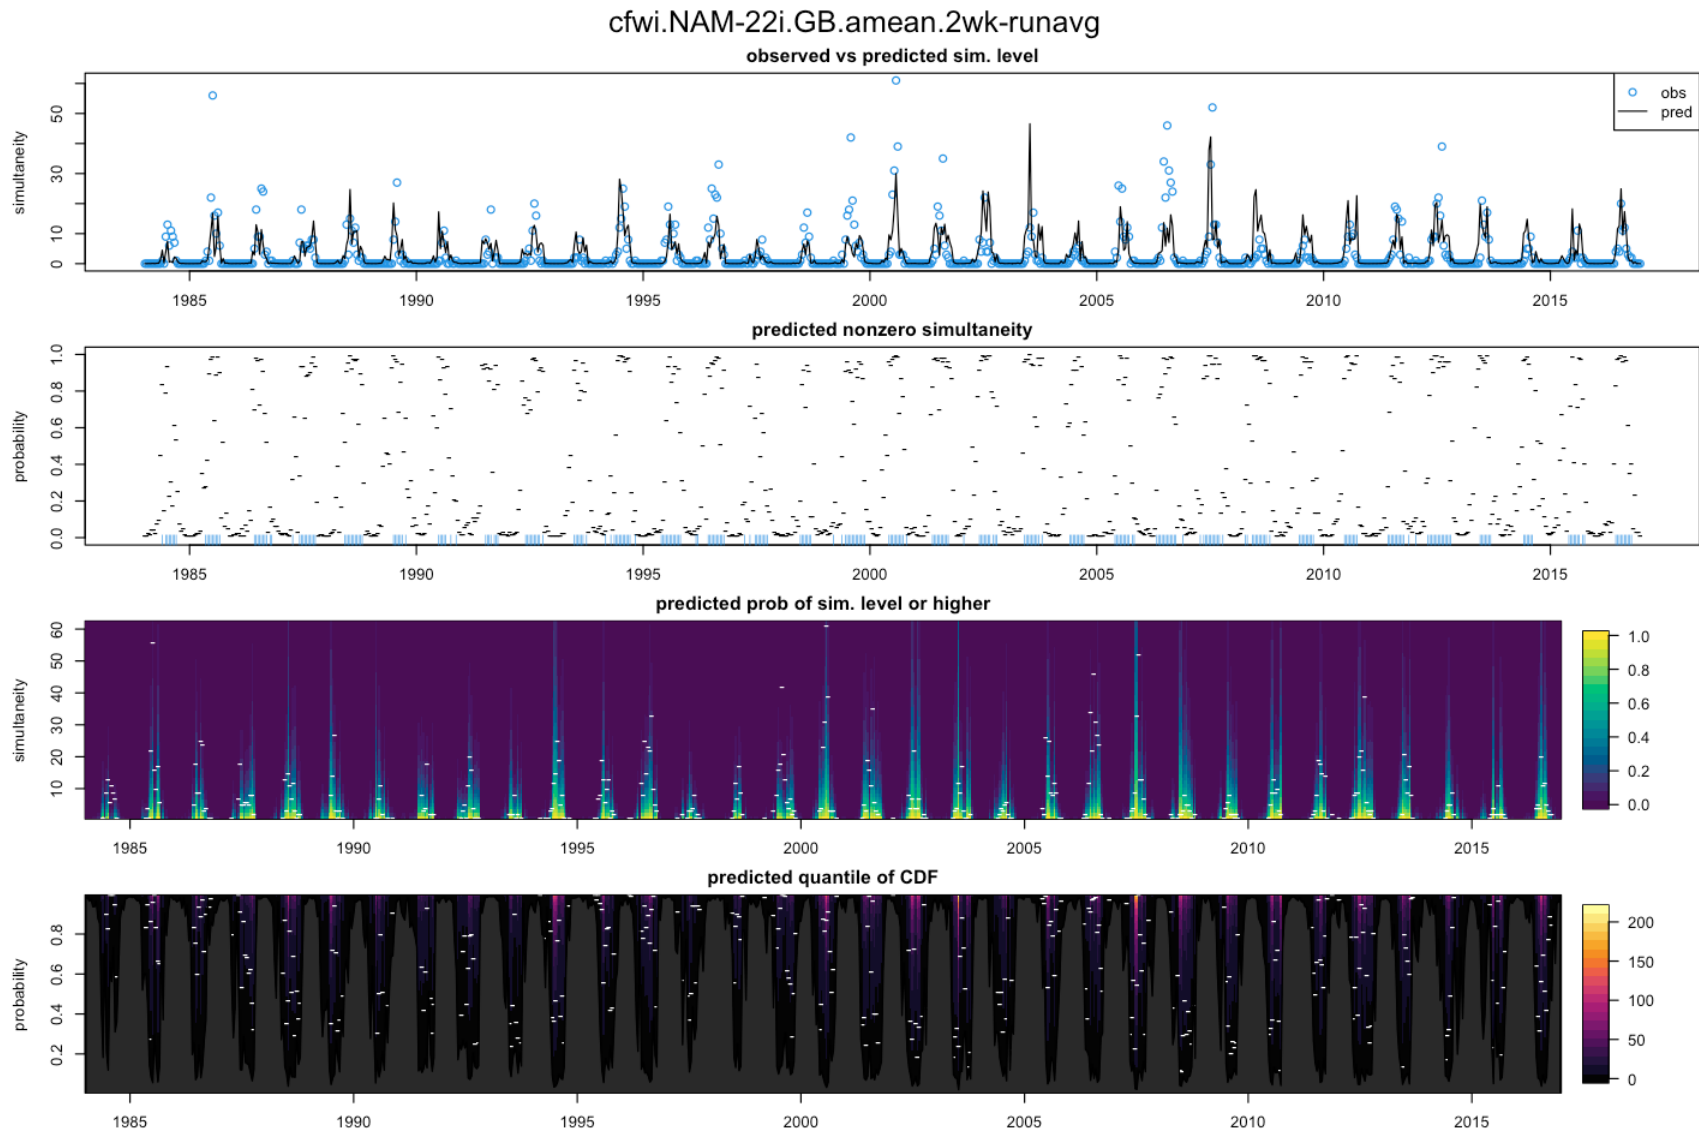 cfwi.NAM-22i.GB.amean.2wk-runavg
observed vs predicted sim. level
simultaneity
50
30
10
0
obs
pred
1985 1990 1995 2000 2005 2010 2015
predicted nonzero simultaneity
probability
1.0
0.8
0.6
0.4
0.2
0.0
1985 1990 1995 2000 2005 2010 2015
predicted prob of sim. level or higher
simultaneity
60
50
40
30
20
10
1.0
0.8
0.6
0.4
0.2
0.0
1985 1990 1995 2000 2005 2010 2015
predicted quantile of CDF
probability
0.8
0.6
0.4
0.2
200
150
100
50
0
1985 1990 1995 2000 2005 2010 2015